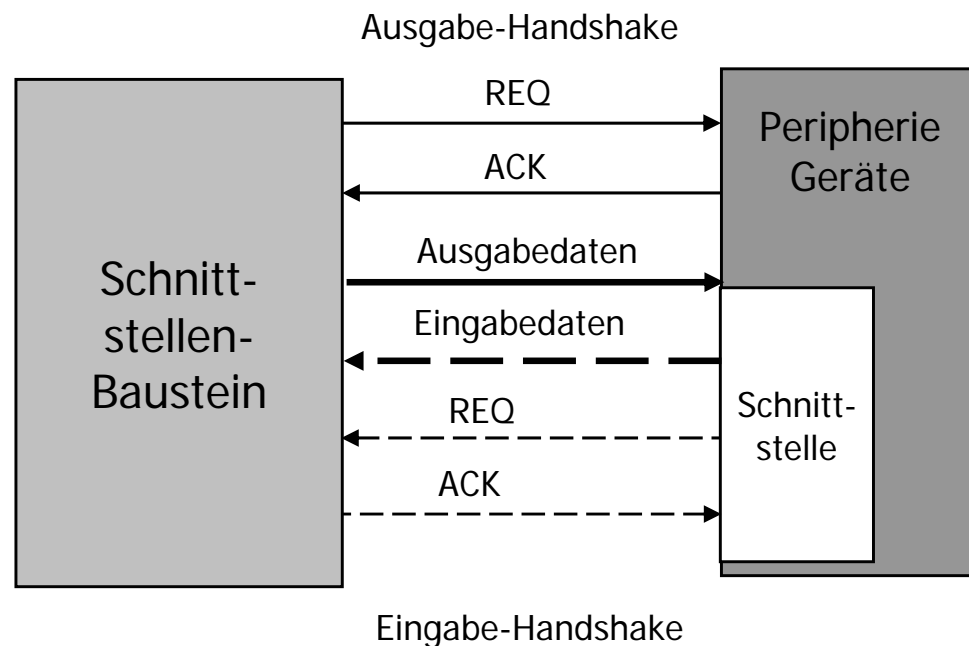 Ausgabe-Handshake
REQ
Peripherie
Geräte
ACK
Ausgabedaten
Schnitt-
stellen-
Baustein
Eingabedaten
REQ
Schnitt-
stelle
ACK
Eingabe-Handshake